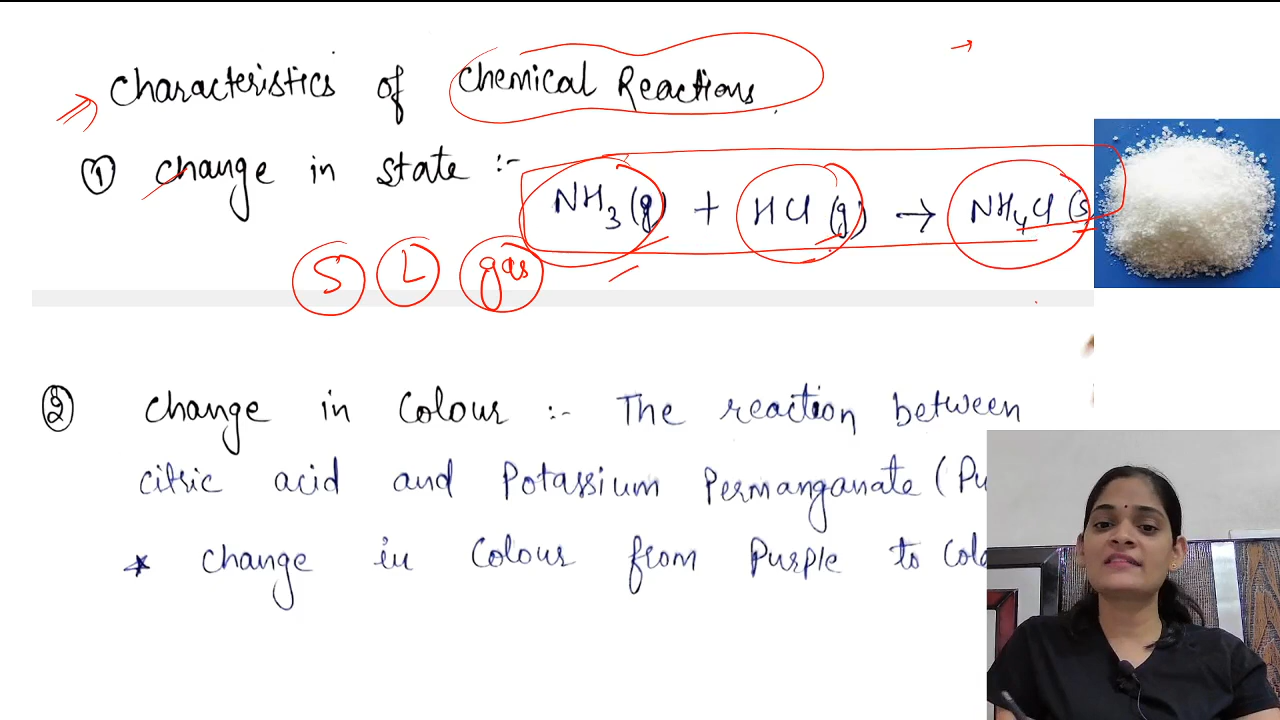 ⇒ Characteristics of Chemical Reactions.
① Change in state :- NH₃(g) + HCl(g) → NH₄Cl(s)
S L gas
② Change in Colour :- The reaction between
citric acid and Potassium Permanganate (Pu
* Change in Colour from Purple to Colo